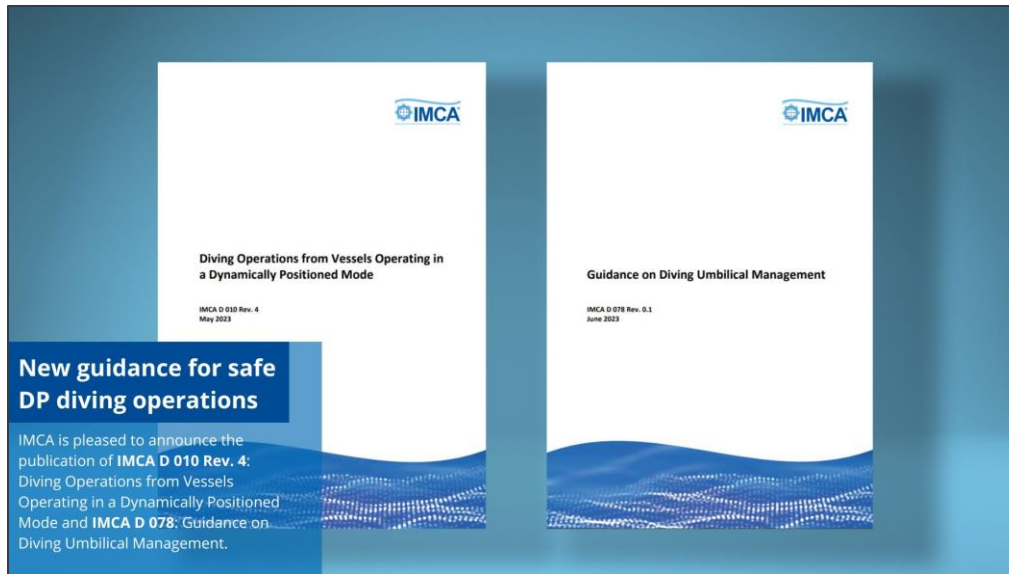 IMCA
Diving Operations from Vessels Operating in
a Dynamically Positioned Mode
IMCA D 010 Rev. 4
May 2023
IMCA
Guidance on Diving Umbilical Management
IMCA D 078 Rev. 0.1
June 2023
New guidance for safe
DP diving operations
IMCA is pleased to announce the
publication of IMCA D 010 Rev. 4:
Diving Operations from Vessels
Operating in a Dynamically Positioned
Mode and IMCA D 078: Guidance on
Diving Umbilical Management.